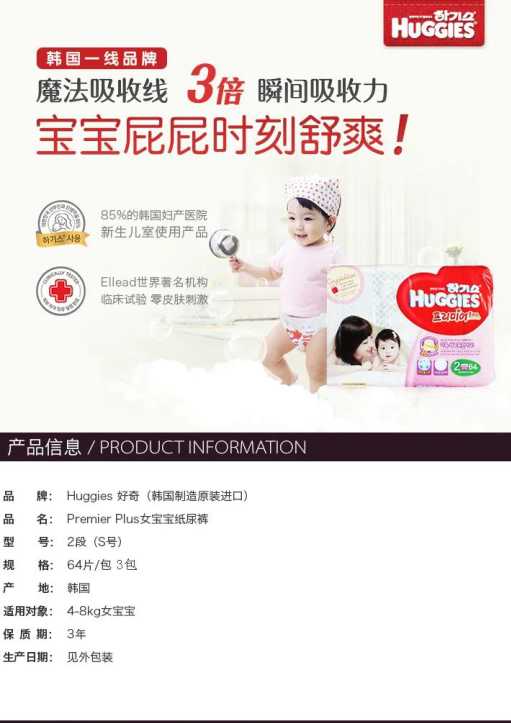 하기스
HUGGIES
韩国一线品牌
魔法吸收线 3倍 瞬间吸收力
宝宝屁屁时刻舒爽!
85%的韩国妇产医院
新生儿室使用产品
하기스 사용
CLINICALLY TESTED
Ellead世界著名机构
临床试验 零皮肤刺激
하기스
HUGGIES
프리미어
2 64
产品信息 / PRODUCT INFORMATION
品 牌: Huggies 好奇（韩国制造原装进口）
品 名: Premier Plus女宝宝纸尿裤
型 号: 2段（S号）
规 格: 64片/包 3包
产 地: 韩国
适用对象: 4-8kg女宝宝
保 质 期: 3年
生产日期: 见外包装